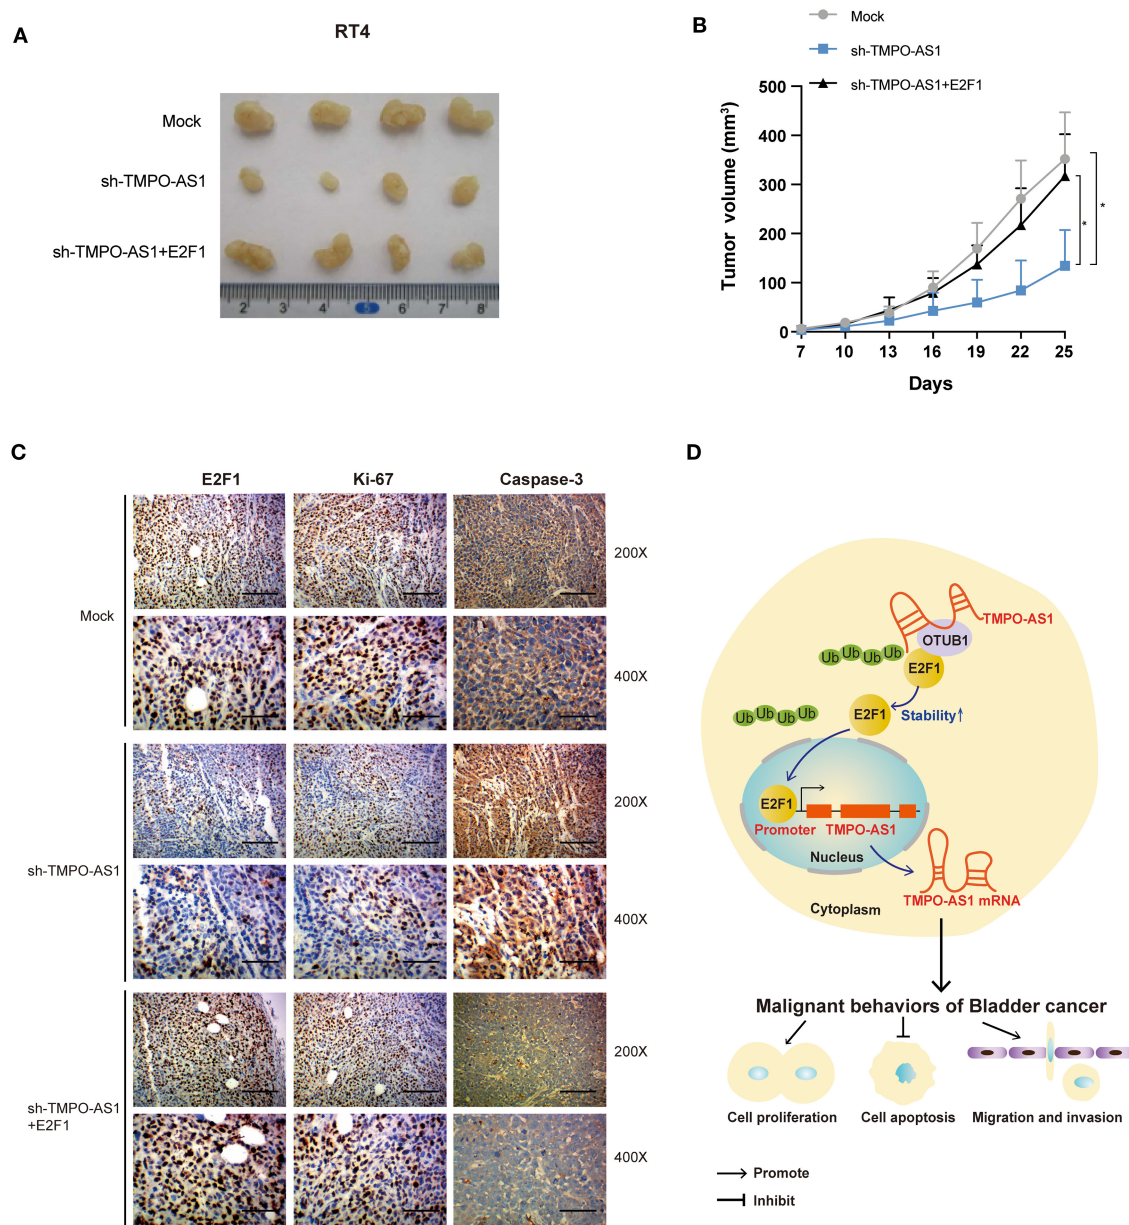 A
RT4
Mock
sh-TMPO-AS1
sh-TMPO-AS1+E2F1
2 3 4 5 6 7 8
B
Mock
sh-TMPO-AS1
sh-TMPO-AS1+E2F1
Tumor volume (mm³)
500
400
300
200
100
0
7 10 13 16 19 22 25
Days
*
*
C
E2F1 Ki-67 Caspase-3
Mock
200X
400X
sh-TMPO-AS1
200X
400X
sh-TMPO-AS1
+E2F1
200X
400X
D
TMPO-AS1
OTUB1
Ub Ub Ub Ub
E2F1
Ub Ub Ub Ub
E2F1
Stability↑
E2F1
Promoter TMPO-AS1
Nucleus
Cytoplasm
TMPO-AS1 mRNA
Malignant behaviors of Bladder cancer
Cell proliferation
Cell apoptosis
Migration and invasion
Promote
Inhibit